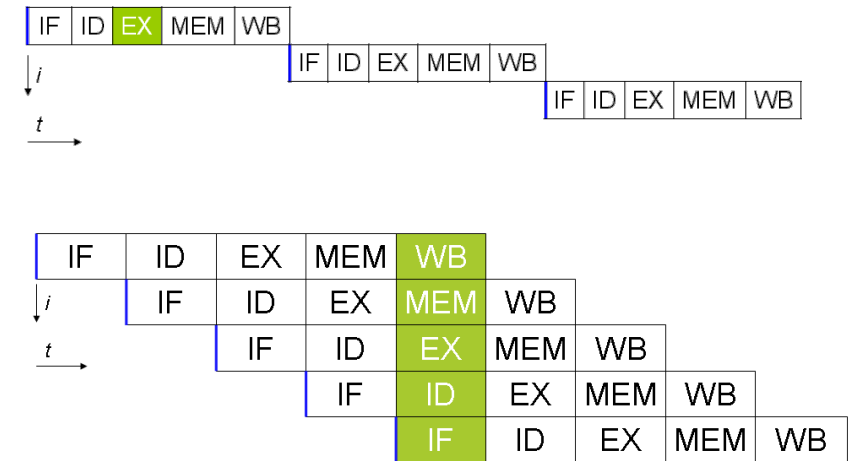 IF ID EX MEM WB
IF ID EX MEM WB
i
IF ID EX MEM WB
t
IF ID EX MEM WB
i IF ID EX MEM WB
t IF ID EX MEM WB
IF ID EX MEM WB
IF ID EX MEM WB